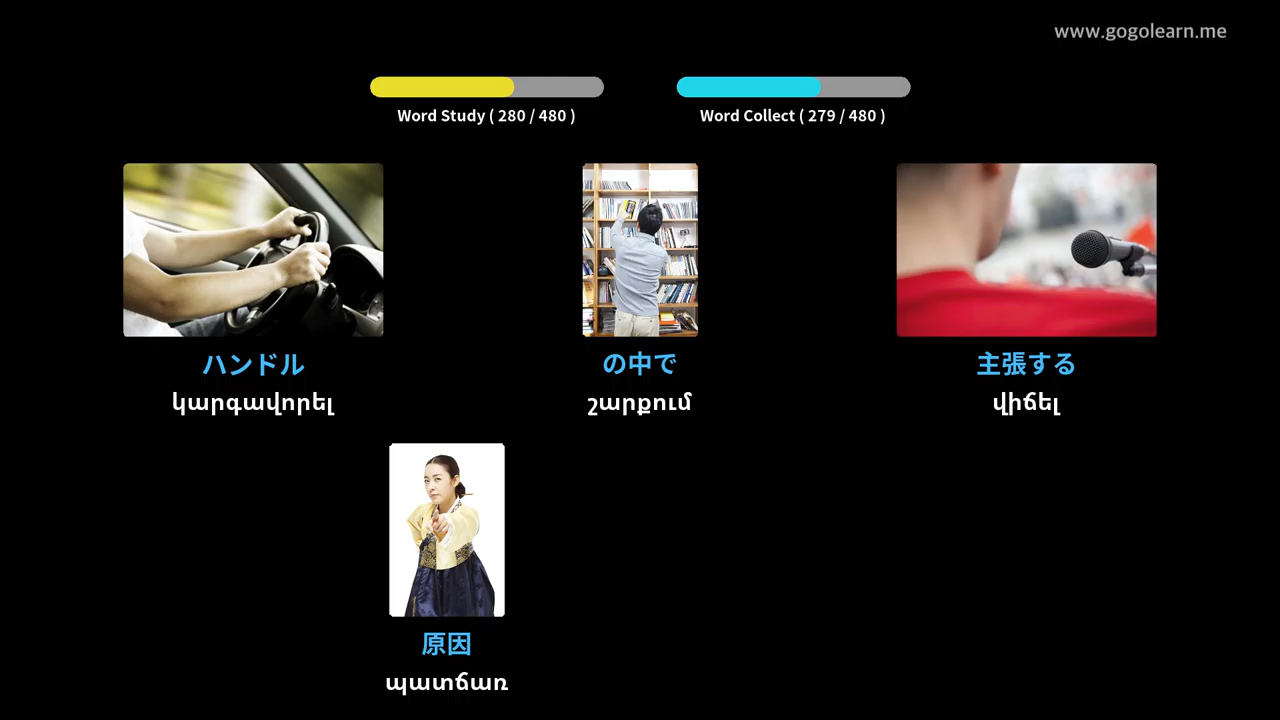 www.gogolearn.me
Word Study ( 280 / 480 )
Word Collect ( 279 / 480 )
ハンドル
կարգավորել
の中で
շարքում
主張する
վիճել
原因
պատճառ